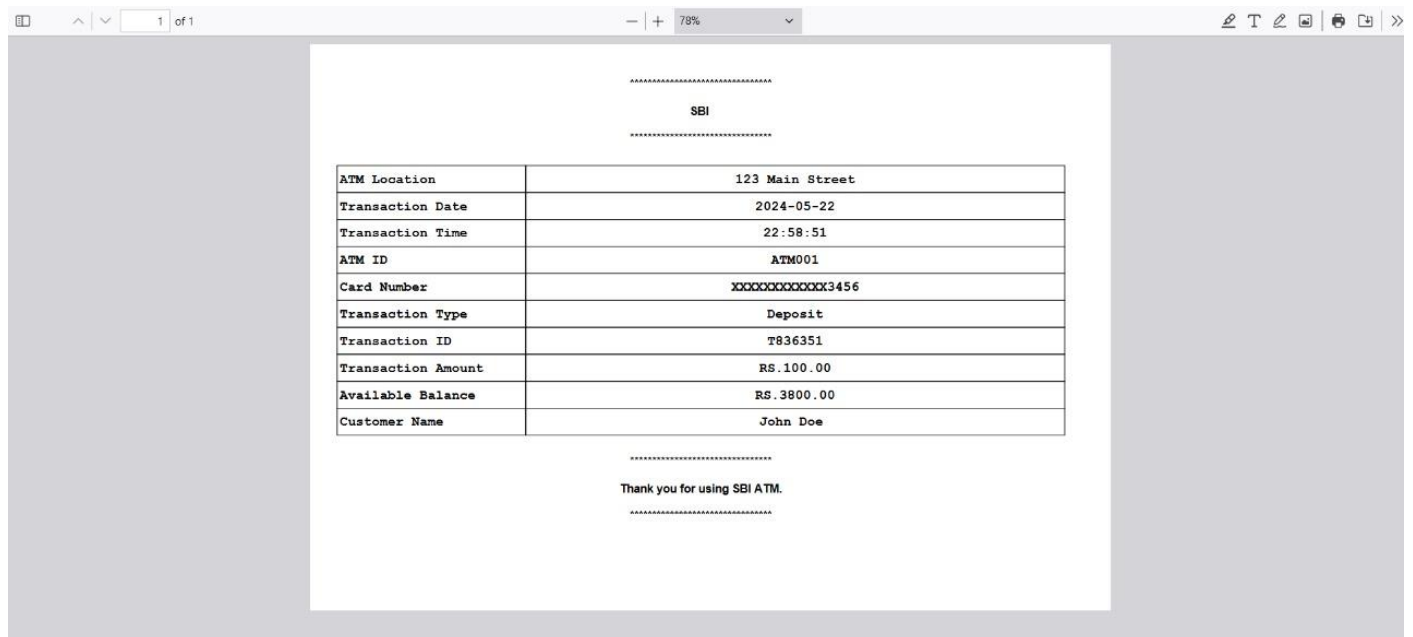 1 of 1
78%
********************************
SBI
********************************
ATM Location 123 Main Street
Transaction Date 2024-05-22
Transaction Time 22:58:51
ATM ID ATM001
Card Number XXXXXXXXXXXX3456
Transaction Type Deposit
Transaction ID T836351
Transaction Amount RS.100.00
Available Balance RS.3800.00
Customer Name John Doe
********************************
Thank you for using SBI ATM.
********************************